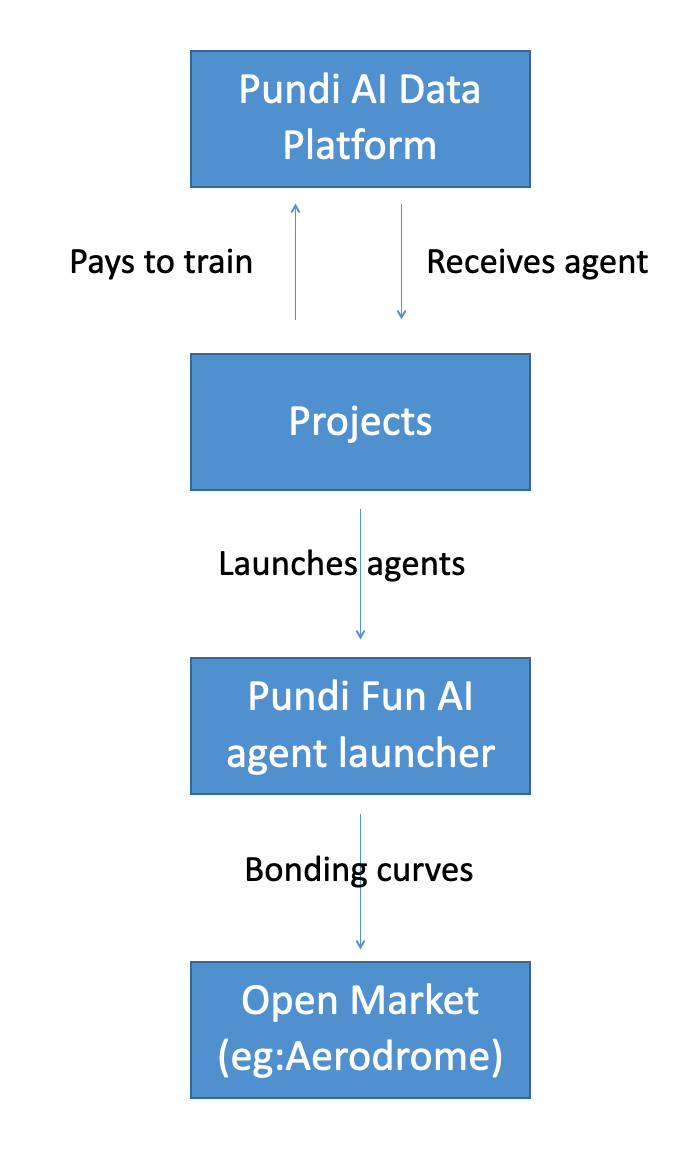 Pundi AI Data
Platform
Pays to train
Receives agent
Projects
Launches agents
Pundi Fun AI
agent launcher
Bonding curves
Open Market
(eg:Aerodrome)